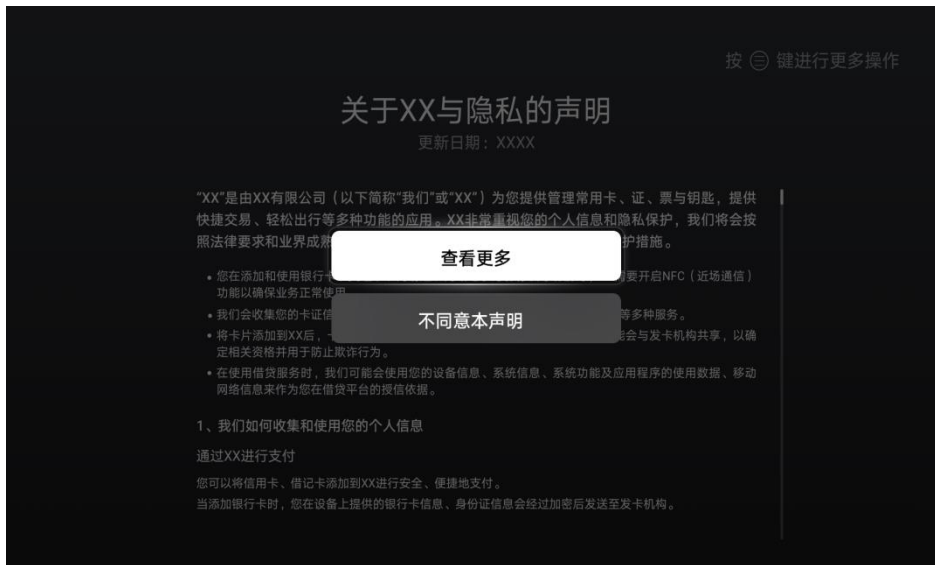 按 键进行更多操作
关于XX与隐私的声明
更新日期：XXXX
“XX”是由XX有限公司（以下简称“我们”或“XX”）为您提供管理常用卡、证、票与钥匙，提供
快捷交易、轻松出行等多种功能的应用。XX非常重视您的个人信息和隐私保护，我们将会按
照法律要求和业界成熟 护措施。
查看更多
• 您在添加和使用银行卡 要开启NFC（近场通信）
功能以确保业务正常使用
• 我们会收集您的卡证信 等多种服务。
不同意本声明
• 将卡片添加到XX后， 会与发卡机构共享，以确
定相关资格并用于防止欺诈行为。
• 在使用借贷服务时，我们可能会使用您的设备信息、系统信息、系统功能及应用程序的使用数据、移动
网络信息来作为您在借贷平台的授信依据。
1、我们如何收集和使用您的个人信息
通过XX进行支付
您可以将信用卡、借记卡添加到XX进行安全、便捷地支付。
当添加银行卡时，您在设备上提供的银行卡信息、身份证信息会经过加密后发送至发卡机构。